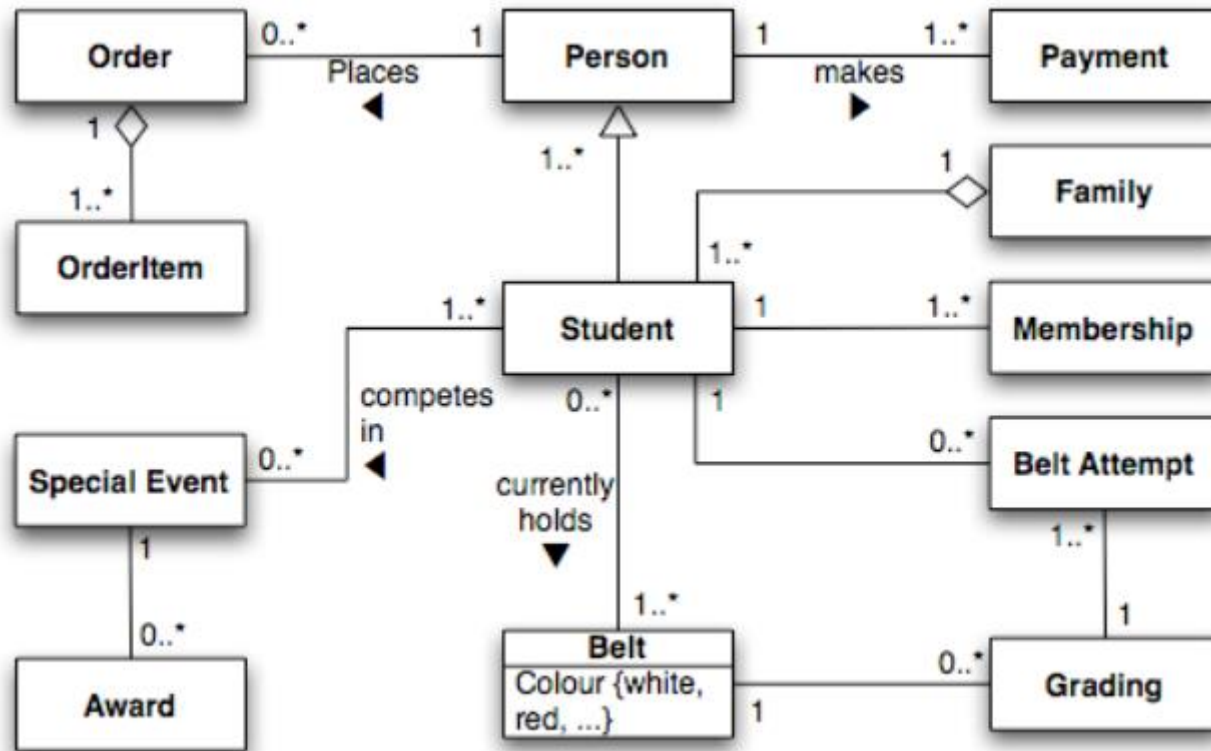 Order
0..*
1
Places
Person
1
1..*
makes
Payment
1
1..*
OrderItem
1..*
1
Family
1..*
Student
1..*
1
1..*
Membership
competes
in
0..*
Special Event
0..*
currently
holds
1
0..*
Belt Attempt
1
0..*
Award
1..*
Belt
Colour {white,
red, ...}
1
0..*
1..*
1
Grading